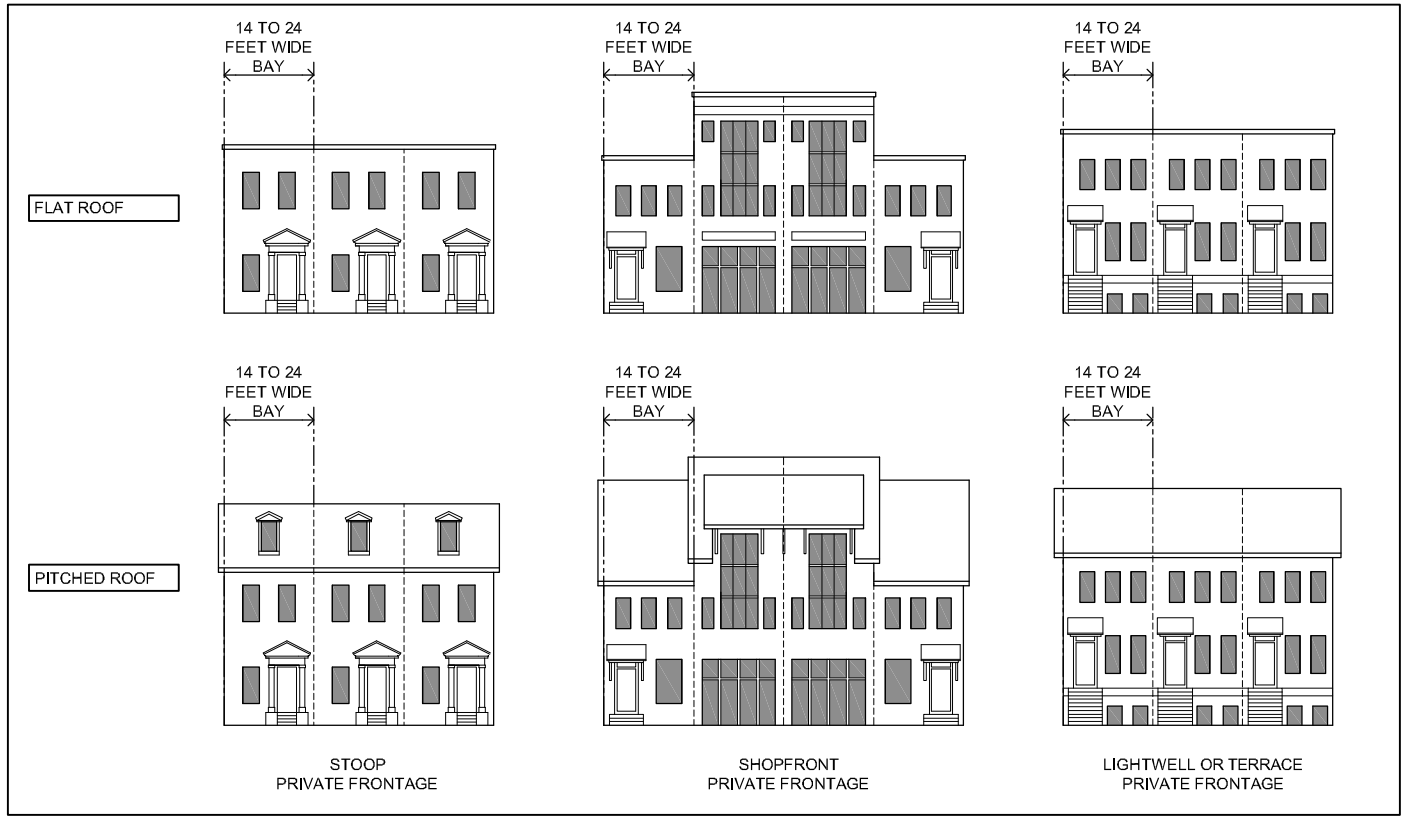 14 TO 24
FEET WIDE
BAY
14 TO 24
FEET WIDE
BAY
14 TO 24
FEET WIDE
BAY
FLAT ROOF
14 TO 24
FEET WIDE
BAY
14 TO 24
FEET WIDE
BAY
14 TO 24
FEET WIDE
BAY
PITCHED ROOF
STOOP
PRIVATE FRONTAGE
SHOPFRONT
PRIVATE FRONTAGE
LIGHTWELL OR TERRACE
PRIVATE FRONTAGE